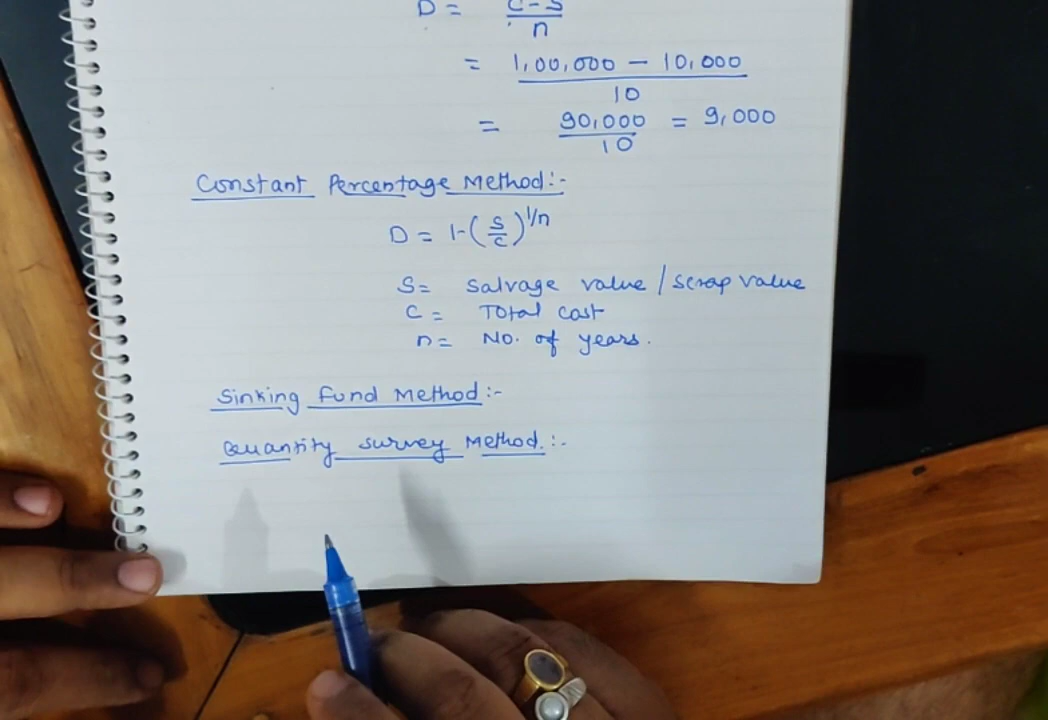 D = C-S
n
= 1,00,000 - 10,000
10
= 90,000 = 9,000
10
Constant Percentage Method:-
D = 1-(S/C)^1/n
S= Salvage value / scrap value
C = Total cost
n= No. of years.
Sinking Fund Method:-
Quantity survey Method.:-